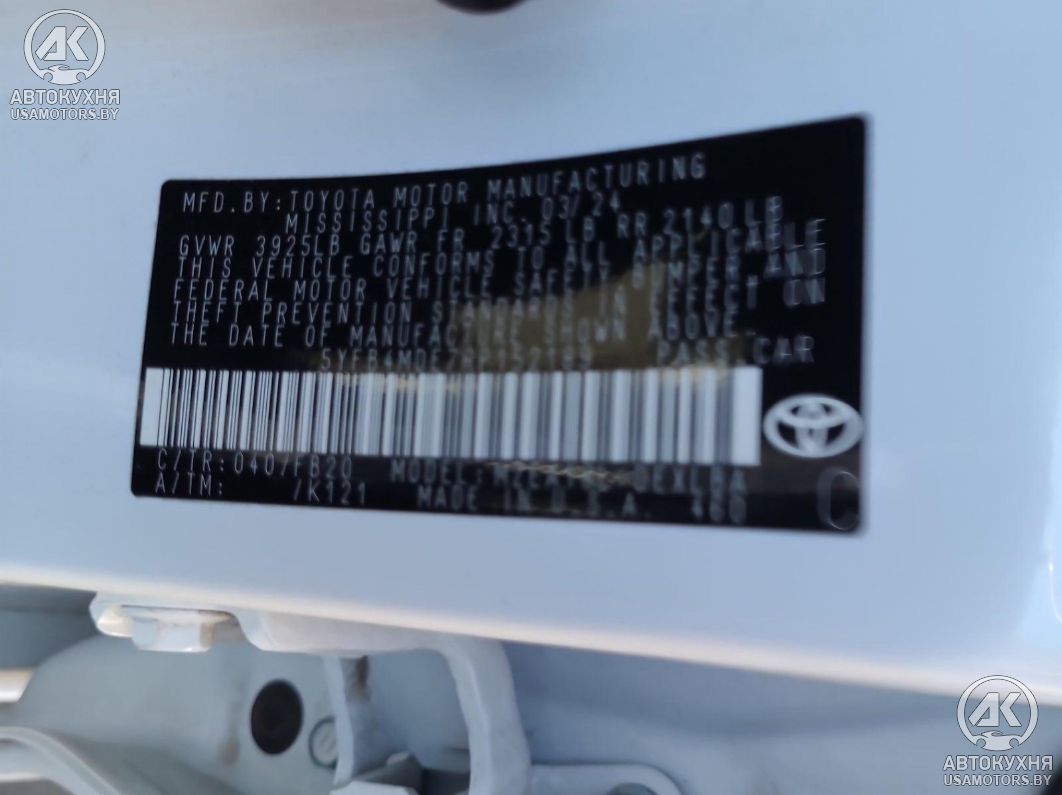 AK
АВТОКУХНЯ
USAMOTORS.BY
MFD.BY:TOYOTA MOTOR MANUFACTURING
MISSISSIPPI INC. 03/24
GVWR 3925LB GAWR FR 2315 LB RR 2140 LB
THIS VEHICLE CONFORMS TO ALL APPLICABLE
FEDERAL MOTOR VEHICLE SAFETY BUMPER AND
THEFT PREVENTION STANDARDS IN EFFECT ON
THE DATE OF MANUFACTURE SHOWN ABOVE
PASS.CAR
C/TR:040/FB20 MODEL:
A/TM: /K121 MADE IN U.S.A.
C
AK
АВТОКУХНЯ
USAMOTORS.BY